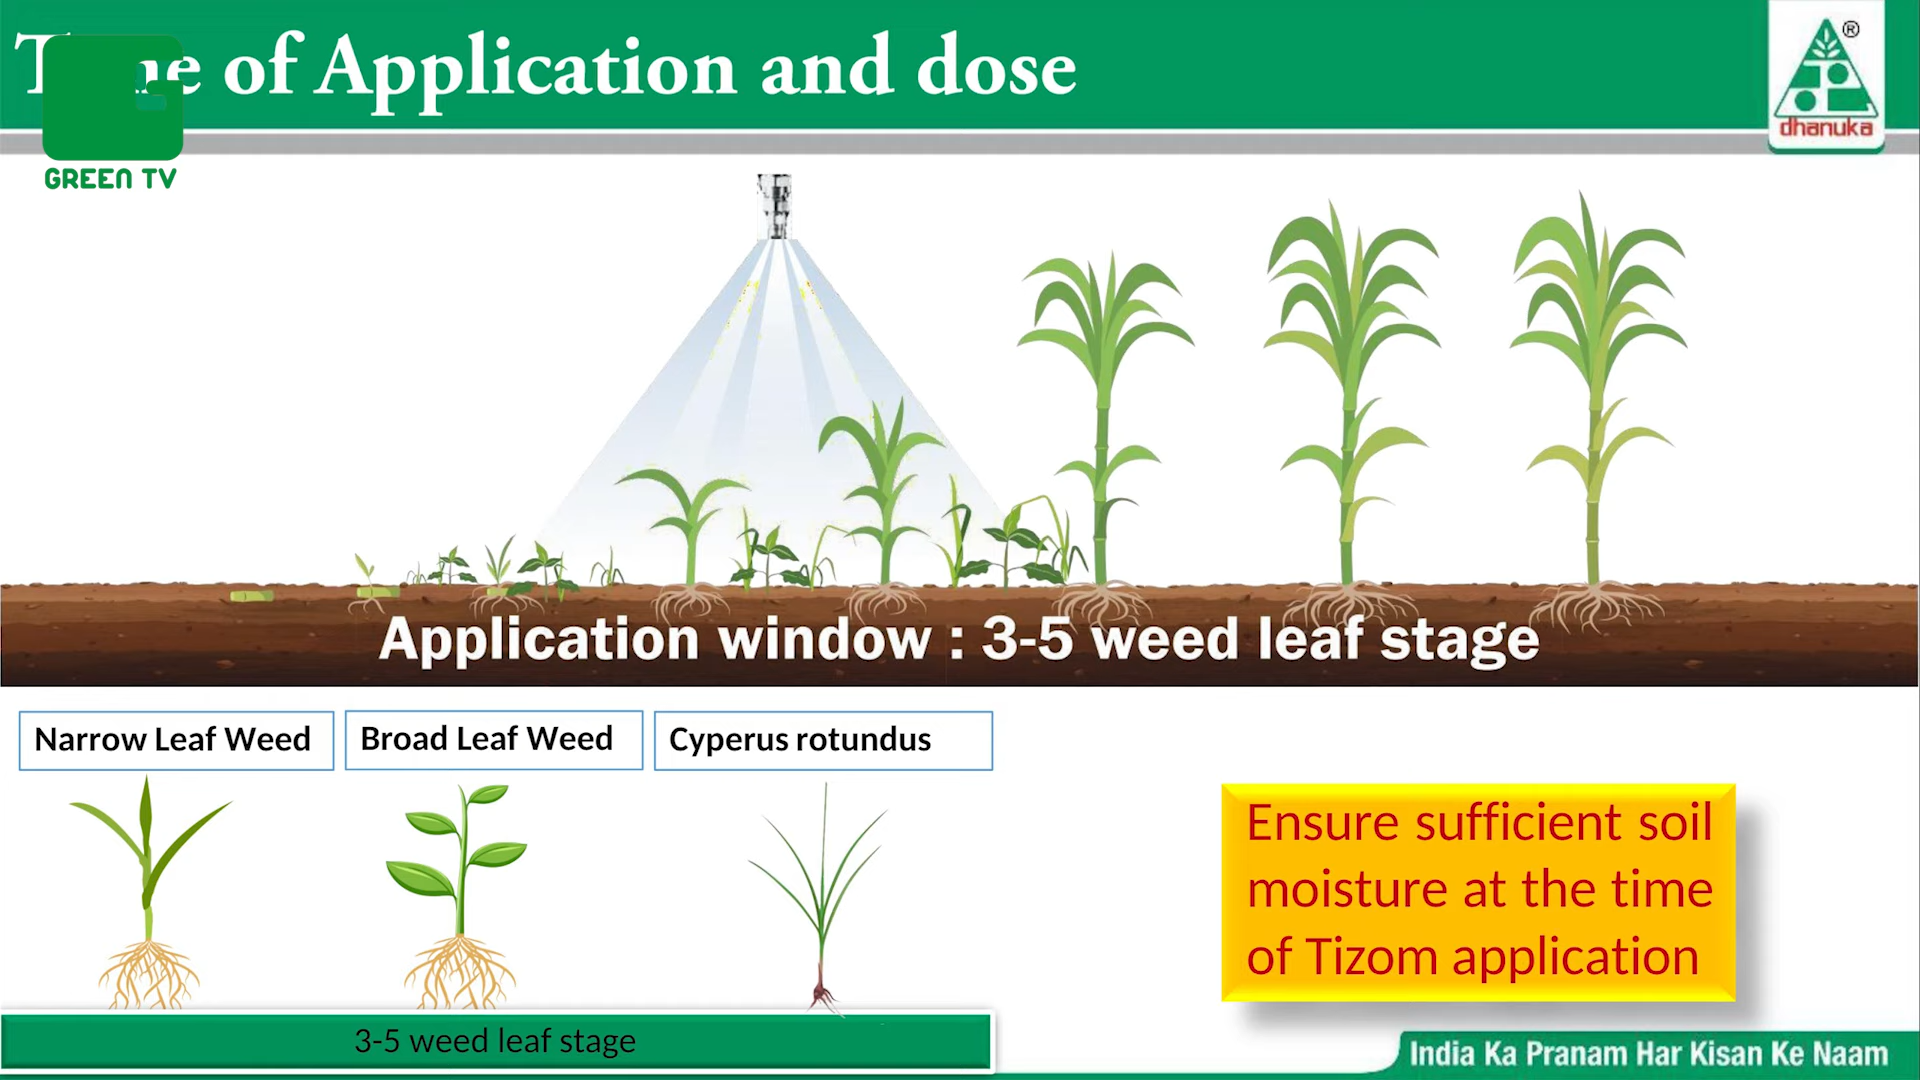 of Application and dose
®
dhanuka
GREEN TV
Application window : 3-5 weed leaf stage
Narrow Leaf Weed
Broad Leaf Weed
Cyperus rotundus
Ensure sufficient soil
moisture at the time
of Tizom application
3-5 weed leaf stage
India Ka Pranam Har Kisan Ke Naam